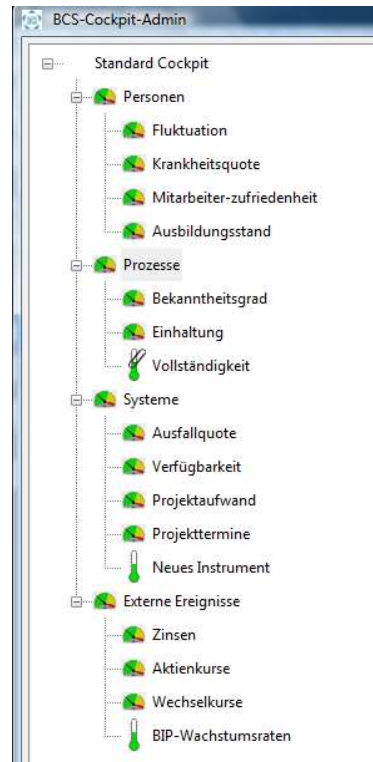 BCS-Cockpit-Admin
Standard Cockpit
Personen
Fluktuation
Krankheitsquote
Mitarbeiter-zufriedenheit
Ausbildungsstand
Prozesse
Bekanntheitsgrad
Einhaltung
Vollständigkeit
Systeme
Ausfallquote
Verfügbarkeit
Projektaufwand
Projekttermine
Neues Instrument
Externe Ereignisse
Zinsen
Aktienkurse
Wechselkurse
BIP-Wachstumsraten